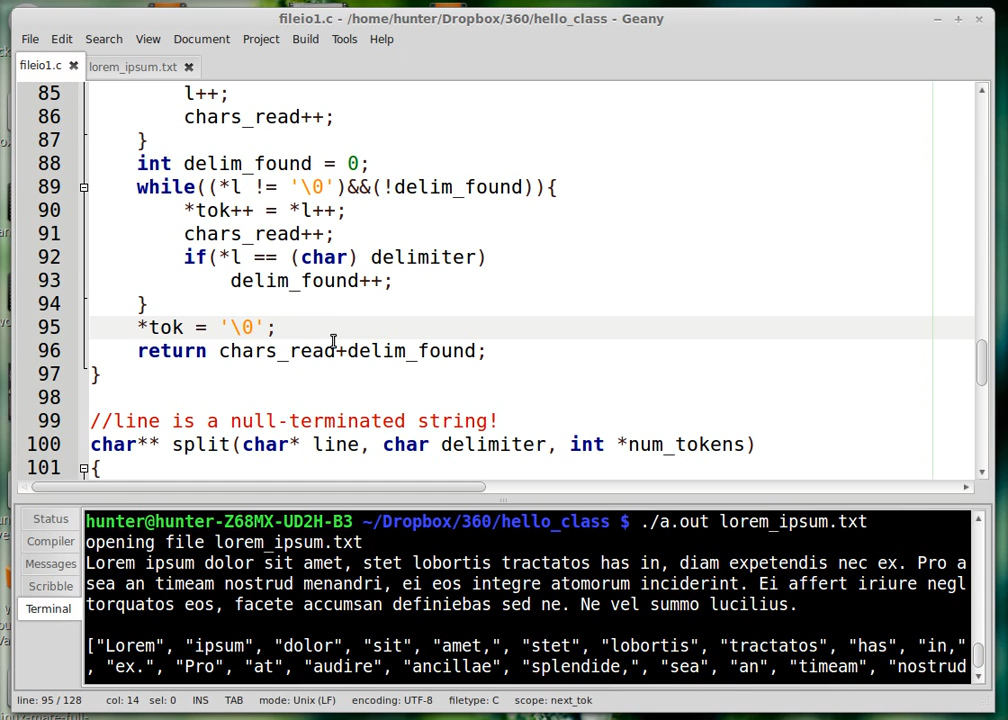 fileio1.c - /home/hunter/Dropbox/360/hello_class - Geany
File Edit Search View Document Project Build Tools Help
fileio1.c lorem_ipsum.txt
85 l++;
86 chars_read++;
87 }
88 int delim_found = 0;
89 while((*l != '\0')&&(!delim_found)){
90 *tok++ = *l++;
91 chars_read++;
92 if(*l == (char) delimiter)
93 delim_found++;
94 }
95 *tok = '\0';
96 return chars_read+delim_found;
97 }
98
99 //line is a null-terminated string!
100 char** split(char* line, char delimiter, int *num_tokens)
101 {
Status
Compiler
Messages
Scribble
Terminal
hunter@hunter-Z68MX-UD2H-B3 ~/Dropbox/360/hello_class $ ./a.out lorem_ipsum.txt
opening file lorem_ipsum.txt
Lorem ipsum dolor sit amet, stet lobortis tractatos has in, diam expetendis nec ex. Pro a
sea an timeam nostrud menandri, ei eos integre atomorum inciderint. Ei affert iriure negl
torquatos eos, facete accumsan definiebas sed ne. Ne vel summo lucilius.
["Lorem", "ipsum", "dolor", "sit", "amet,", "stet", "lobortis", "tractatos", "has", "in,"
, "ex.", "Pro", "at", "audire", "ancillae", "splendide,", "sea", "an", "timeam", "nostrud
line: 95 / 128 col: 14 sel: 0 INS TAB mode: Unix (LF) encoding: UTF-8 filetype: C scope: next_tok